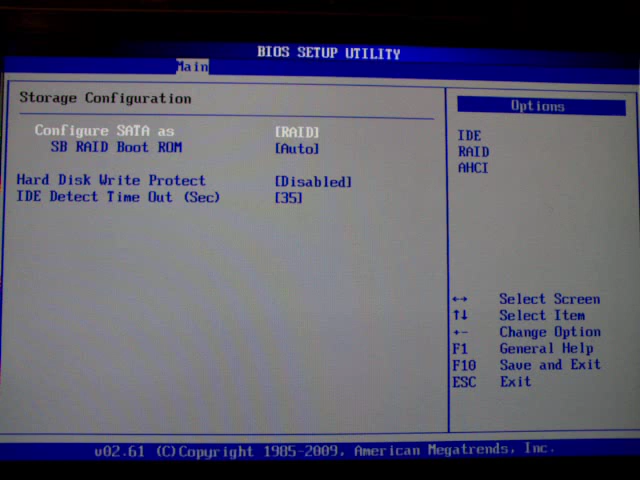 BIOS SETUP UTILITY
Main
Storage Configuration
Configure SATA as [RAID]
SB RAID Boot ROM [Auto]
Hard Disk Write Protect [Disabled]
IDE Detect Time Out (Sec) [35]
Options
IDE
RAID
AHCI
↔ Select Screen
↑↓ Select Item
+- Change Option
F1 General Help
F10 Save and Exit
ESC Exit
v02.61 (C)Copyright 1985-2009, American Megatrends, Inc.